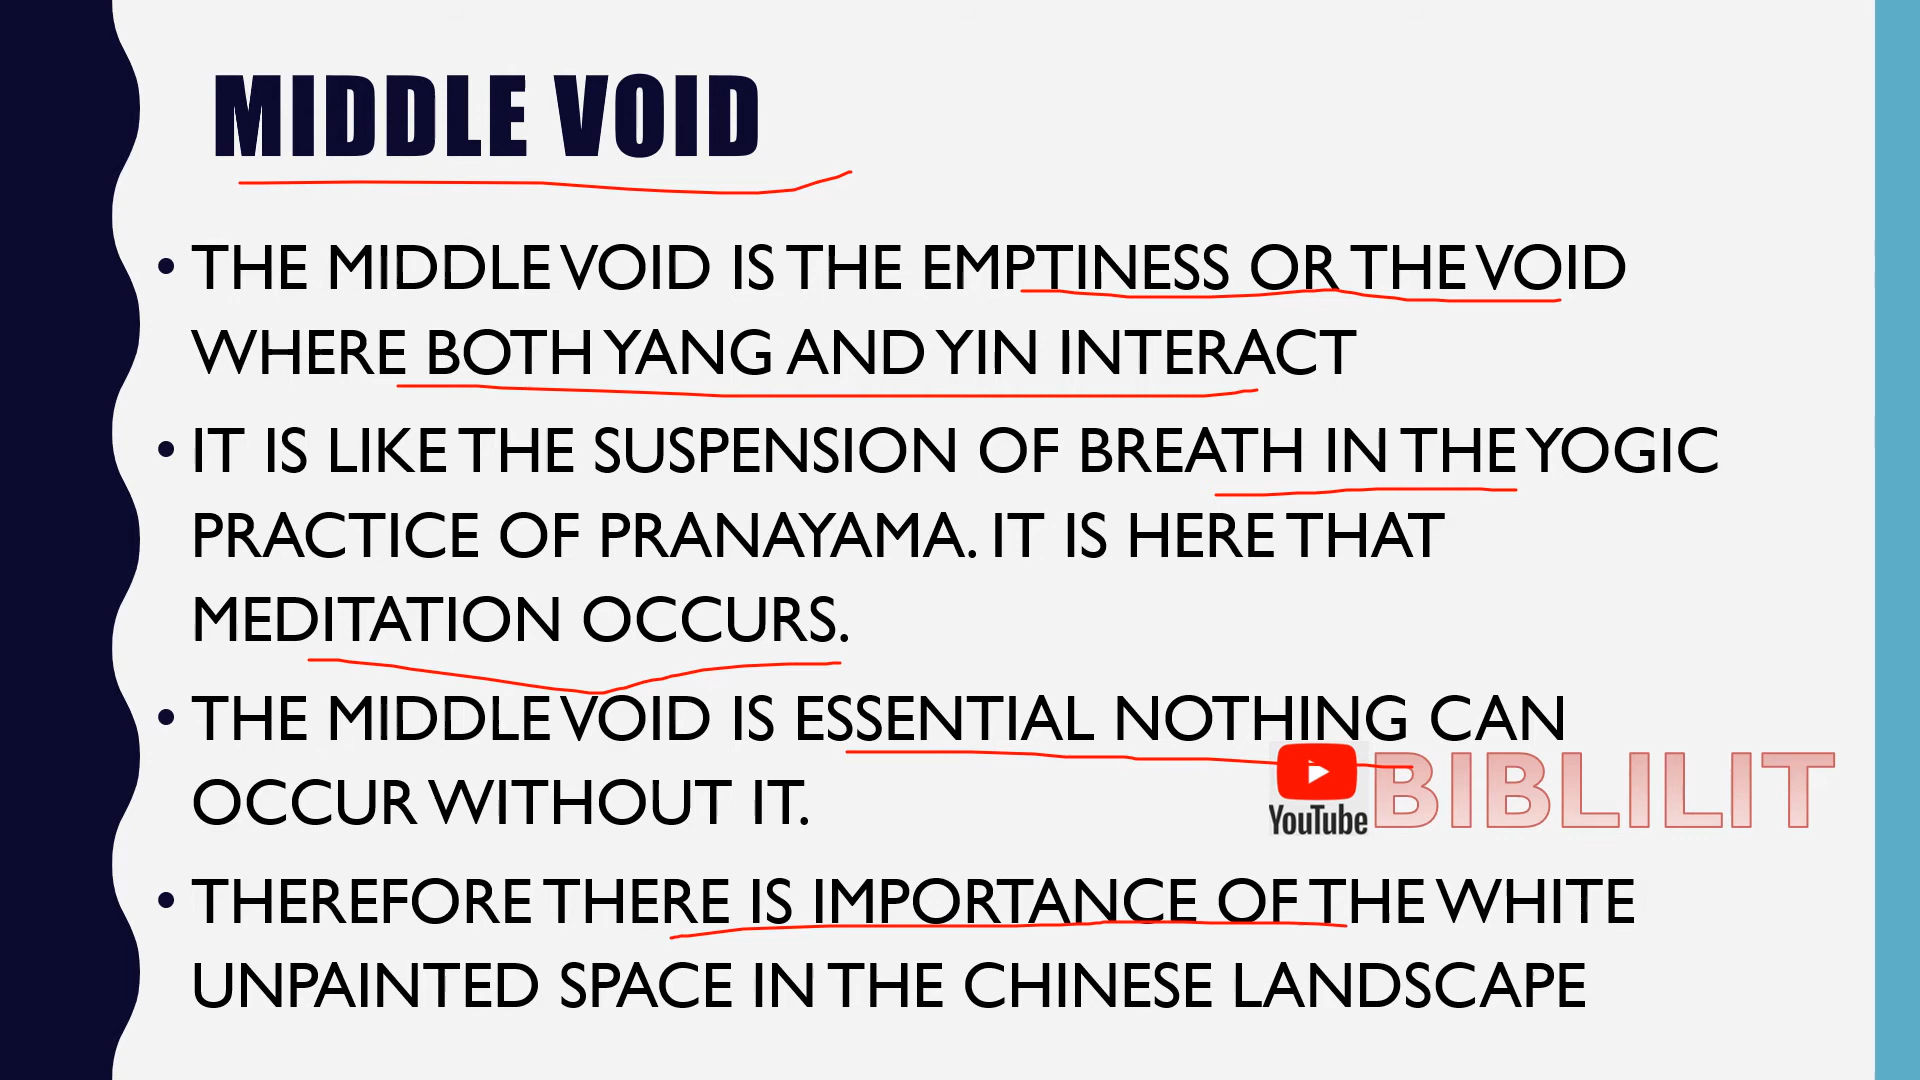 MIDDLE VOID
• THE MIDDLE VOID IS THE EMPTINESS OR THE VOID
WHERE BOTH YANG AND YIN INTERACT
• IT IS LIKE THE SUSPENSION OF BREATH IN THE YOGIC
PRACTICE OF PRANAYAMA. IT IS HERE THAT
MEDITATION OCCURS.
• THE MIDDLE VOID IS ESSENTIAL NOTHING CAN
OCCUR WITHOUT IT.
YouTube BIBLILIT
• THEREFORE THERE IS IMPORTANCE OF THE WHITE
UNPAINTED SPACE IN THE CHINESE LANDSCAPE